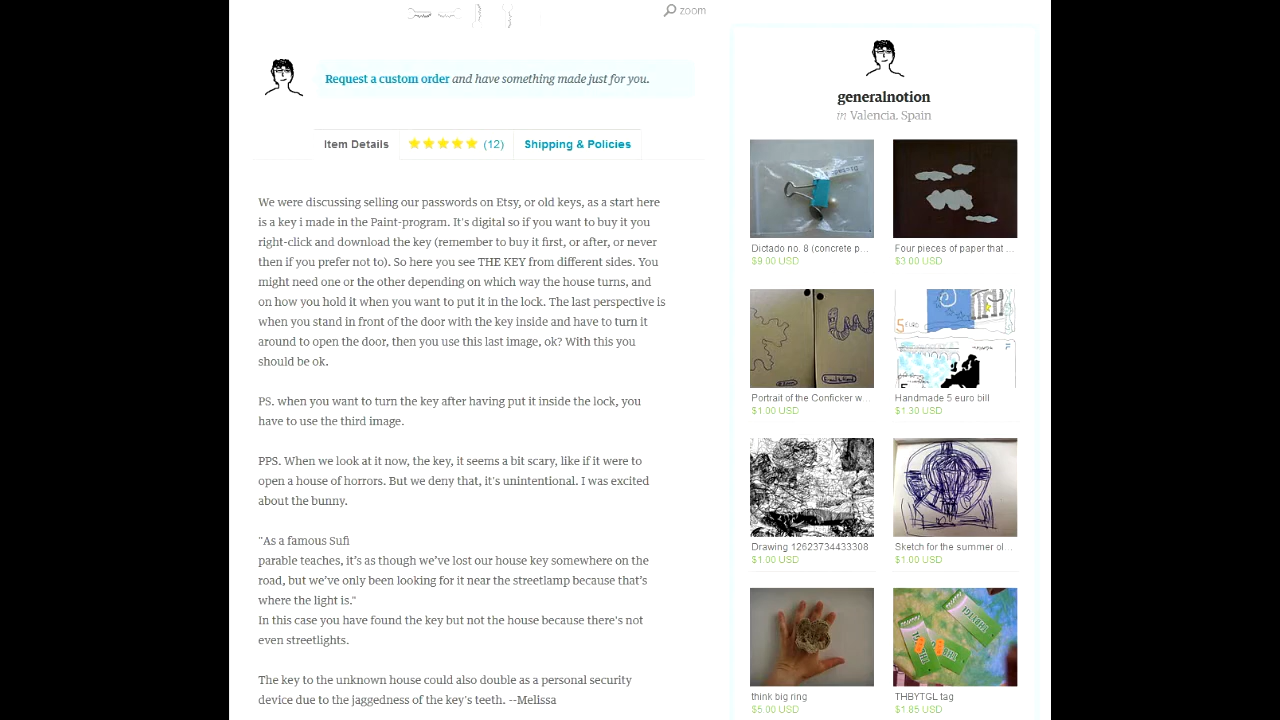 zoom
Request a custom order and have something made just for you.
generalnotion
in Valencia, Spain
Item Details
(12)
Shipping & Policies
We were discussing selling our passwords on Etsy, or old keys, as a start here
is a key i made in the Paint-program. It's digital so if you want to buy it you
right-click and download the key (remember to buy it first, or after, or never
then if you prefer not to). So here you see THE KEY from different sides. You
might need one or the other depending on which way the house turns, and
on how you hold it when you want to put it in the lock. The last perspective is
when you stand in front of the door with the key inside and have to turn it
around to open the door, then you use this last image, ok? With this you
should be ok.
PS. when you want to turn the key after having put it inside the lock, you
have to use the third image.
PPS. When we look at it now, the key, it seems a bit scary, like if it were to
open a house of horrors. But we deny that, it's unintentional. I was excited
about the bunny.
"As a famous Sufi
parable teaches, it’s as though we’ve lost our house key somewhere on the
road, but we’ve only been looking for it near the streetlamp because that’s
where the light is."
In this case you have found the key but not the house because there's not
even streetlights.
The key to the unknown house could also double as a personal security
device due to the jaggedness of the key's teeth. --Melissa
Dictado no. 8 (concrete p...
$9.00 USD
Four pieces of paper that ...
$3.00 USD
5 EURO
Portrait of the Conficker w...
$1.00 USD
Handmade 5 euro bill
$1.30 USD
Drawing 12623734433308
$1.00 USD
Sketch for the summer ol...
$1.00 USD
think big ring
$5.00 USD
THBYTGL tag
$1.85 USD